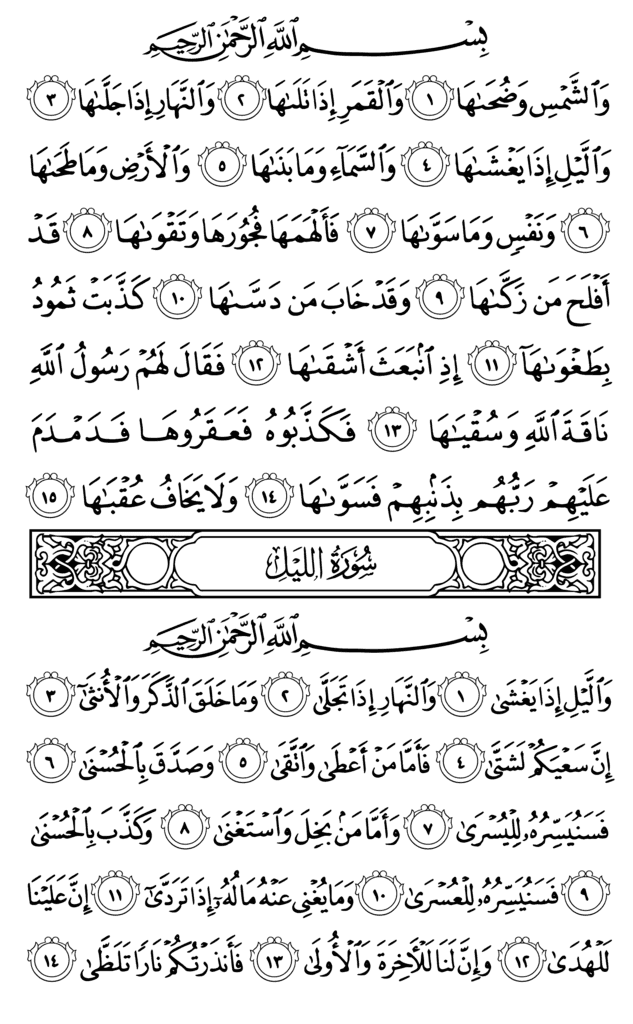 بِسْمِ ٱللَّهِ ٱلرَّحْمَٰنِ ٱلرَّحِيمِ
وَٱلشَّمْسِ وَضُحَىٰهَا ١ وَٱلْقَمَرِ إِذَا تَلَىٰهَا ٢ وَٱلنَّهَارِ إِذَا جَلَّىٰهَا ٣
وَٱلَّيْلِ إِذَا يَغْشَىٰهَا ٤ وَٱلسَّمَآءِ وَمَا بَنَىٰهَا ٥ وَٱلْأَرْضِ وَمَا طَحَىٰهَا
٦ وَنَفْسٍ وَمَا سَوَّىٰهَا ٧ فَأَلْهَمَهَا فُجُورَهَا وَتَقْوَىٰهَا ٨ قَدْ
أَفْلَحَ مَن زَكَّىٰهَا ٩ وَقَدْ خَابَ مَن دَسَّىٰهَا ١٠ كَذَّبَتْ ثَمُودُ
بِطَغْوَىٰهَآ ١١ إِذِ ٱنۢبَعَثَ أَشْقَىٰهَا ١٢ فَقَالَ لَهُمْ رَسُولُ ٱللَّهِ
نَاقَةَ ٱللَّهِ وَسُقْيَٰهَا ١٣ فَكَذَّبُوهُ فَعَقَرُوهَا فَدَمْدَمَ
عَلَيْهِمْ رَبُّهُم بِذَنۢبِهِمْ فَسَوَّىٰهَا ١٤ وَلَا يَخَافُ عُقْبَٰهَا ١٥
سُورَةُ اللَّيْلِ
بِسْمِ ٱللَّهِ ٱلرَّحْمَٰنِ ٱلرَّحِيمِ
وَٱلَّيْلِ إِذَا يَغْشَىٰ ١ وَٱلنَّهَارِ إِذَا تَجَلَّىٰ ٢ وَمَا خَلَقَ ٱلذَّكَرَ وَٱلْأُنثَىٰٓ ٣
إِنَّ سَعْيَكُمْ لَشَتَّىٰ ٤ فَأَمَّا مَنْ أَعْطَىٰ وَٱتَّقَىٰ ٥ وَصَدَّقَ بِٱلْحُسْنَىٰ ٦
فَسَنُيَسِّرُهُۥ لِلْيُسْرَىٰ ٧ وَأَمَّا مَنۢ بَخِلَ وَٱسْتَغْنَىٰ ٨ وَكَذَّبَ بِٱلْحُسْنَىٰ
٩ فَسَنُيَسِّرُهُۥ لِلْعُسْرَىٰ ١٠ وَمَا يُغْنِى عَنْهُ مَالُهُۥٓ إِذَا تَرَدَّىٰٓ ١١ إِنَّ عَلَيْنَا
لَلْهُدَىٰ ١٢ وَإِنَّ لَنَا لَلْءَاخِرَةَ وَٱلْأُولَىٰ ١٣ فَأَنذَرْتُكُمْ نَارًا تَلَظَّىٰ ١٤